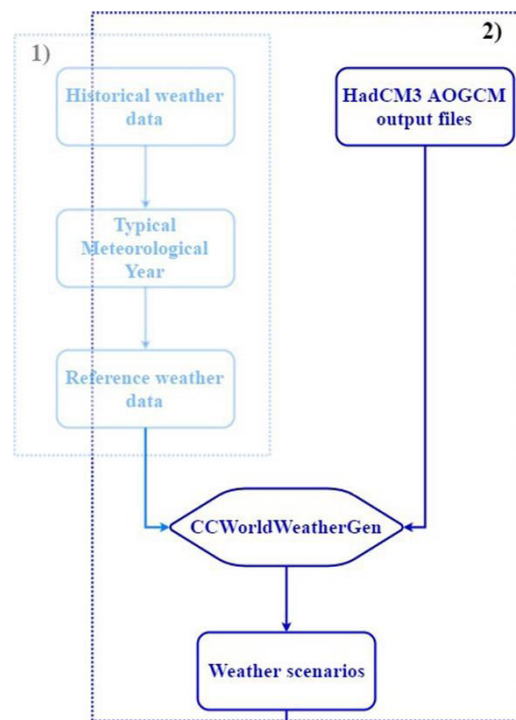 1)
2)
Historical weather
data
HadCM3 AOGCM
output files
Typical
Meteorological
Year
Reference weather
data
CCWorldWeatherGen
Weather scenarios